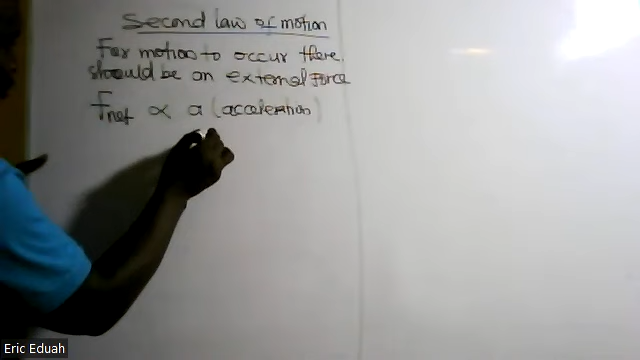 Second law of motion
For motion to occur there
should be an external force
Fnet ∝ a (acceleration)
Eric Eduah